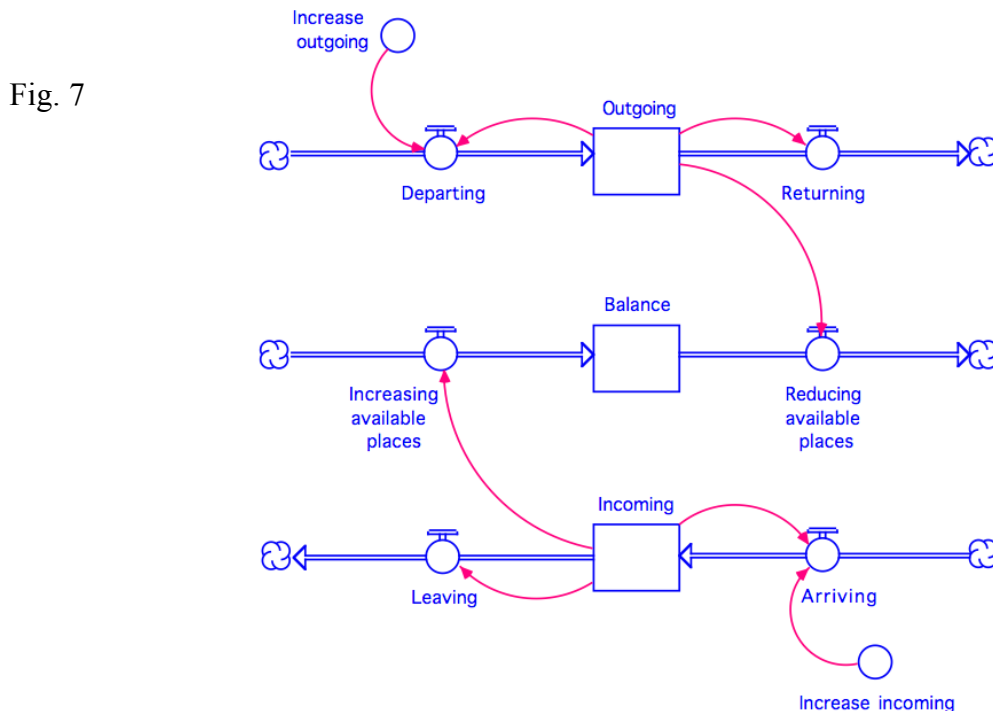 Increase
outgoing
Fig. 7
Outgoing
Departing
Returning
Balance
Increasing
available
places
Reducing
available
places
Incoming
Leaving
Arriving
Increase incoming